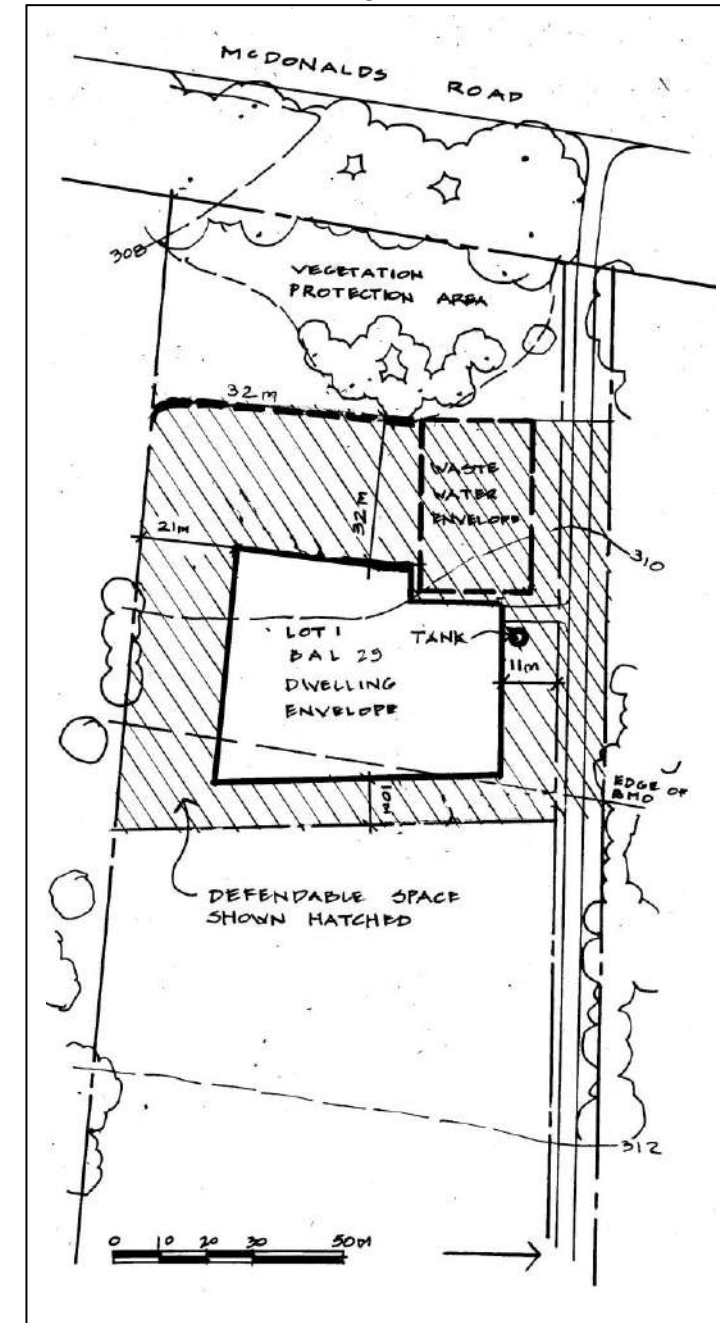 MCDONALDS ROAD
308
VEGETATION
PROTECTION AREA
32m
WASTE
WATER
ENVELOPE
32m
21m
310
LOT 1
BAL 29
DWELLING
ENVELOPE
TANK
11m
EDGE OF
BMO
10m
DEFENDABLE SPACE
SHOWN HATCHED
312
0 10 20 30 50M